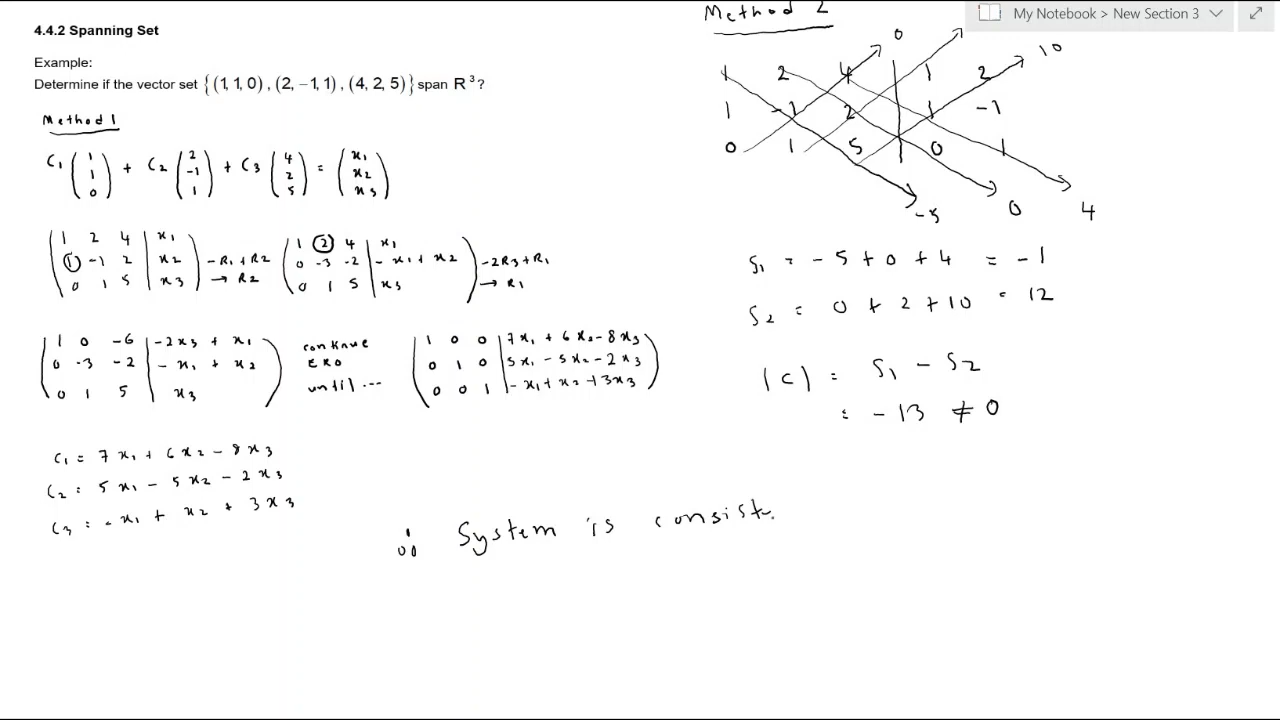 My Notebook > New Section 3
4.4.2 Spanning Set
Example:
Determine if the vector set {(1, 1, 0) , (2, −1, 1) , (4, 2, 5)} span R ³ ?
Method 1
C1 (1 1 0) + C2 (2 -1 1) + C3 (4 2 5) = (x1 x2 x3)
1 2 4 | x1
1 -1 2 | x2
0 1 5 | x3
-R1 + R2
→ R2
1 2 4 | x1
0 -3 -2 | -x1 + x2
0 1 5 | x3
-2R3 + R1
→ R1
1 0 -6 | -2x3 + x1
0 -3 -2 | -x1 + x2
0 1 5 | x3
continue
ERO
until ...
1 0 0 | 7x1 + 6x2 - 8x3
0 1 0 | 5x1 - 5x2 - 2x3
0 0 1 | -x1 + x2 + 3x3
C1 = 7x1 + 6x2 - 8x3
C2 = 5x1 - 5x2 - 2x3
C3 = -x1 + x2 + 3x3
Method 2
0
10
1 2 4 | 1 2
1 -1 2 | 1 -1
0 1 5 | 0 1
-5 0 4
S1 = -5 + 0 + 4 = -1
S2 = 0 + 2 + 10 = 12
|C| = S1 - S2
= -13 ≠ 0
∴ System is consist.